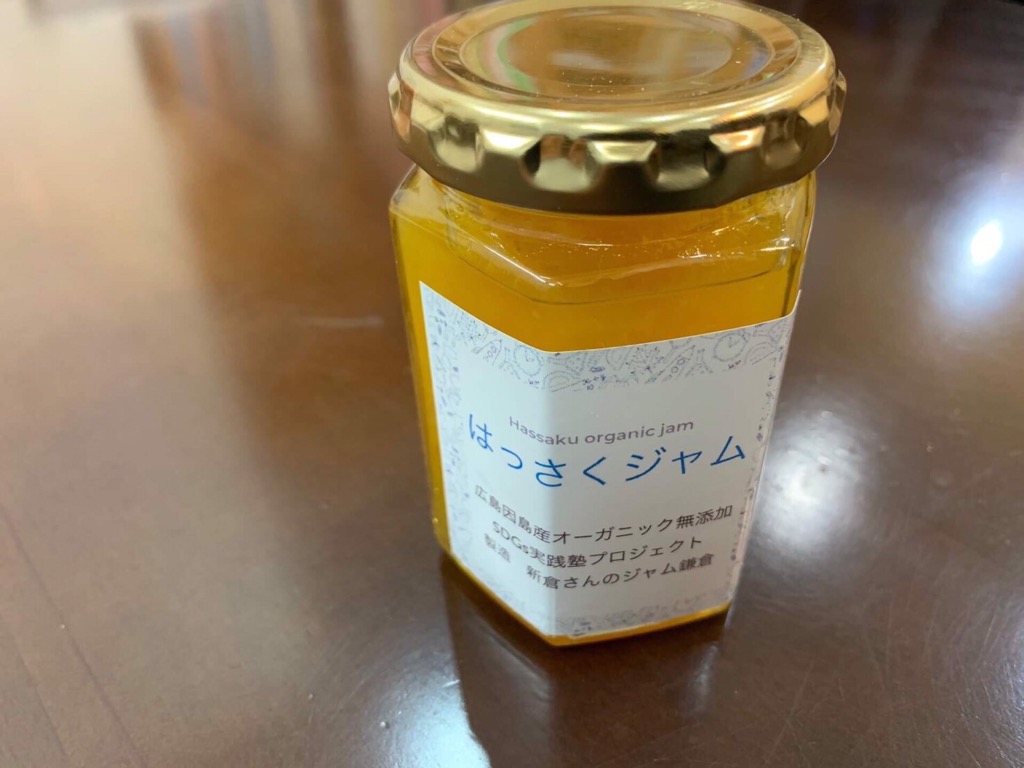 Hassaku organic jam
はっさくジャム
広島因島産オーガニック無添加
SDGs実践塾プロジェクト
製造　新倉さんのジャム鎌倉